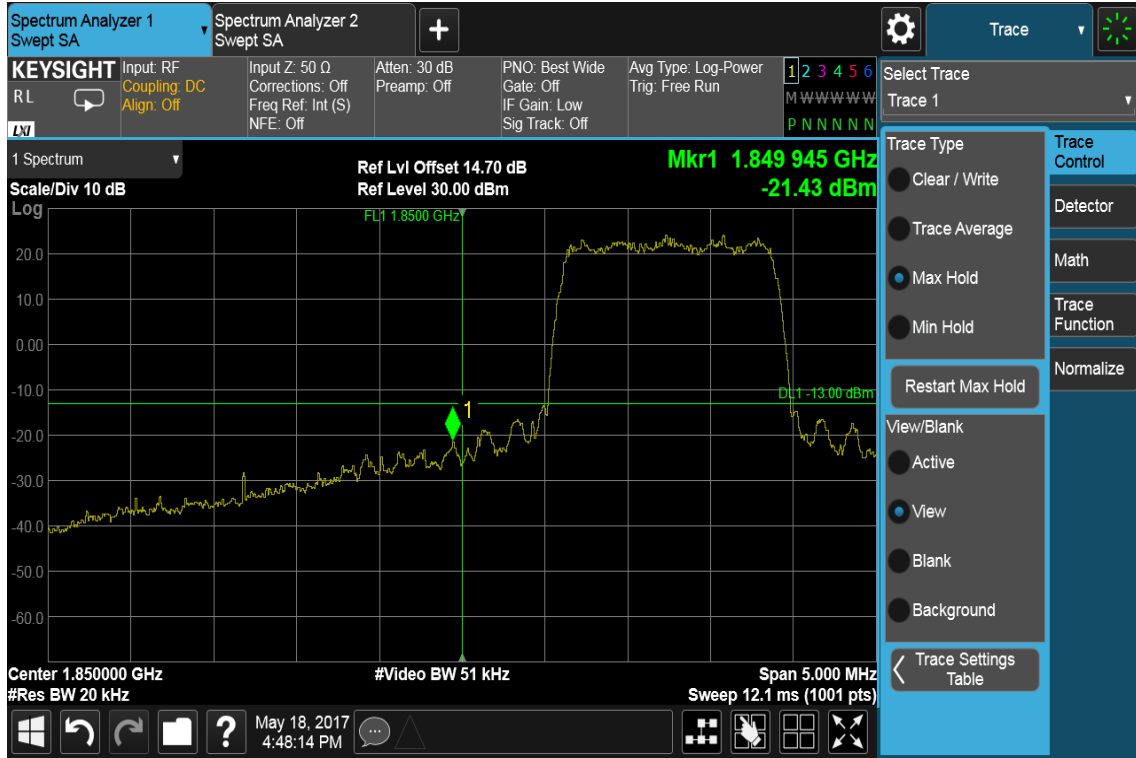 Spectrum Analyzer 1
Swept SA
Spectrum Analyzer 2
Swept SA
Trace
KEYSIGHT
RL
LXI
Input: RF
Coupling: DC
Align: Off
Input Z: 50 Ω
Corrections: Off
Freq Ref: Int (S)
NFE: Off
Atten: 30 dB
Preamp: Off
PNO: Best Wide
Gate: Off
IF Gain: Low
Sig Track: Off
Avg Type: Log-Power
Trig: Free Run
1 2 3 4 5 6
M W W W W W
P N N N N N
Select Trace
Trace 1
1 Spectrum
Scale/Div 10 dB
Log
Ref Lvl Offset 14.70 dB
Ref Level 30.00 dBm
Mkr1 1.849 945 GHz
-21.43 dBm
FL1 1.8500 GHz
20.0
10.0
0.00
-10.0
-20.0
-30.0
-40.0
-50.0
-60.0
DL1 -13.00 dBm
1
Center 1.850000 GHz
#Res BW 20 kHz
#Video BW 51 kHz
Span 5.000 MHz
Sweep 12.1 ms (1001 pts)
Trace Type
Clear / Write
Trace Average
Max Hold
Min Hold
Restart Max Hold
View/Blank
Active
View
Blank
Background
Trace Settings
Table
Trace
Control
Detector
Math
Trace
Function
Normalize
?
May 18, 2017
4:48:14 PM